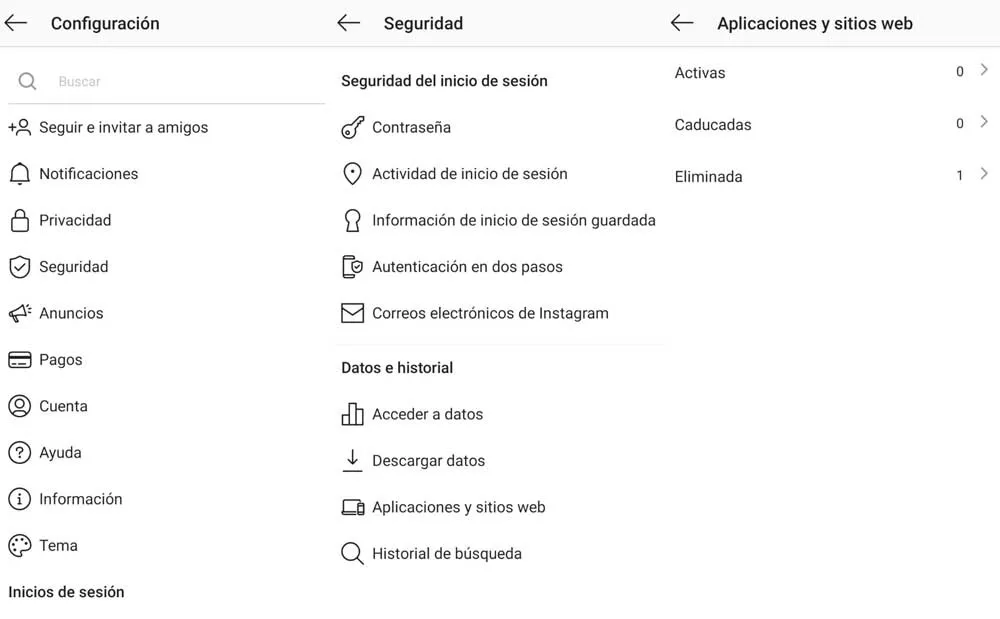 Configuración
Buscar
Seguir e invitar a amigos
Notificaciones
Privacidad
Seguridad
Anuncios
Pagos
Cuenta
Ayuda
Información
Tema
Inicios de sesión
Seguridad
Seguridad del inicio de sesión
Contraseña
Actividad de inicio de sesión
Información de inicio de sesión guardada
Autenticación en dos pasos
Correos electrónicos de Instagram
Datos e historial
Acceder a datos
Descargar datos
Aplicaciones y sitios web
Historial de búsqueda
Aplicaciones y sitios web
Activas 0
Caducadas 0
Eliminada 1